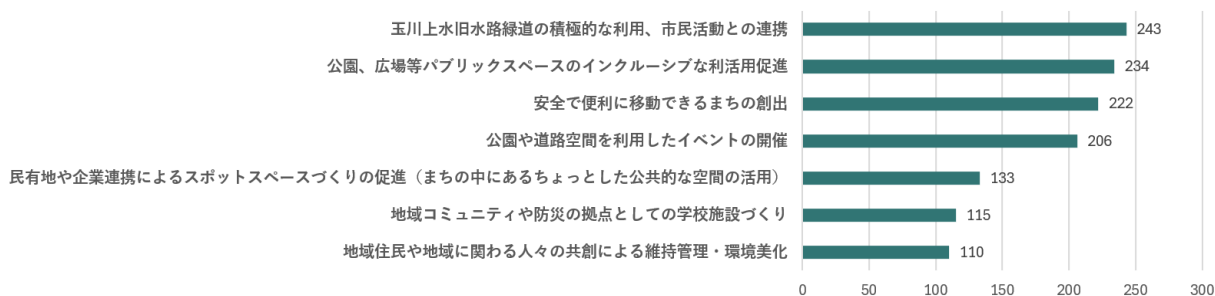 玉川上水旧水路緑道の積極的な利用、市民活動との連携 243
公園、広場等パブリックスペースのインクルーシブな利活用促進 234
安全で便利に移動できるまちの創出 222
公園や道路空間を利用したイベントの開催 206
民有地や企業連携によるスポットスペースづくりの促進（まちの中にあるちょっとした公共的な空間の活用） 133
地域コミュニティや防災の拠点としての学校施設づくり 115
地域住民や地域に関わる人々の共創による維持管理・環境美化 110
0 50 100 150 200 250 300